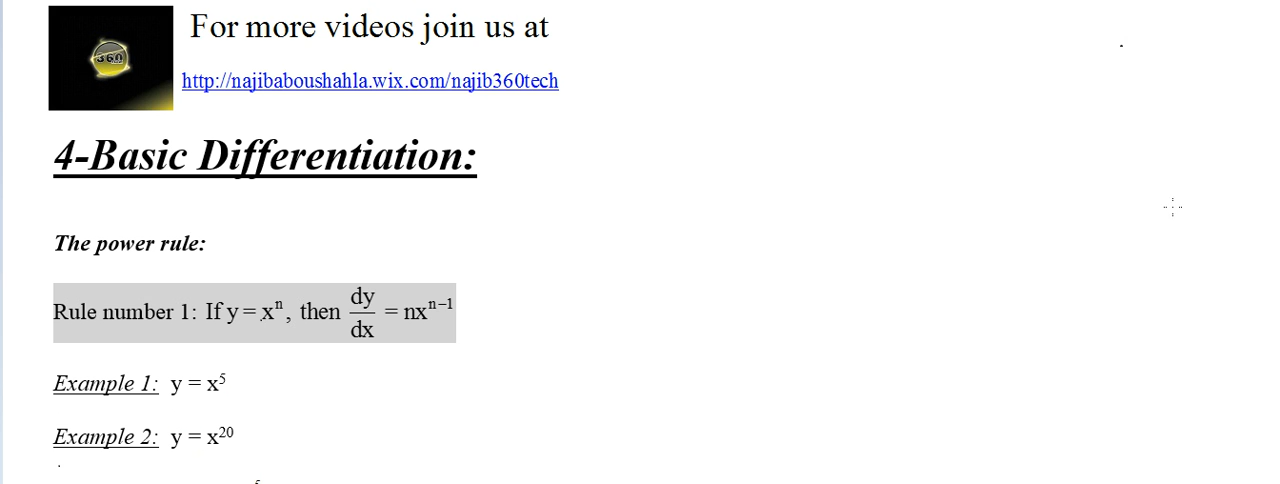 360
For more videos join us at
http://najibaboushahla.wix.com/najib360tech
4-Basic Differentiation:
The power rule:
Rule number 1: If y = xⁿ, then dy/dx = nxⁿ⁻¹
Example 1: y = x⁵
Example 2: y = x²⁰